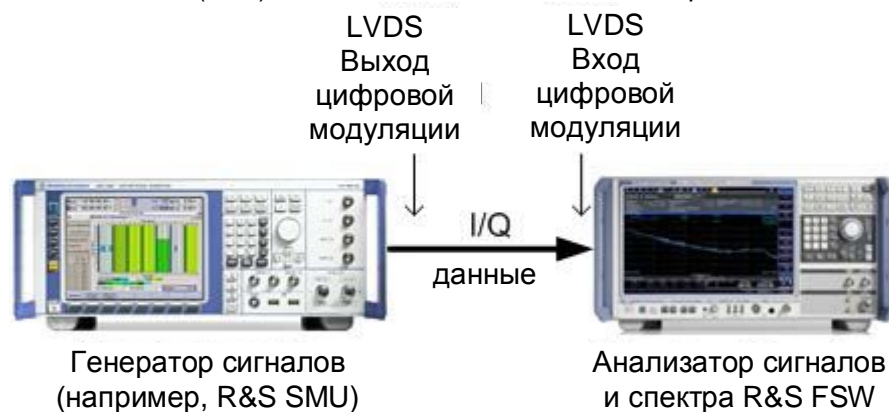 LVDS
Выход
цифровой
модуляции
LVDS
Вход
цифровой
модуляции
I/Q
данные
Генератор сигналов
(например, R&S SMU)
Анализатор сигналов
и спектра R&S FSW